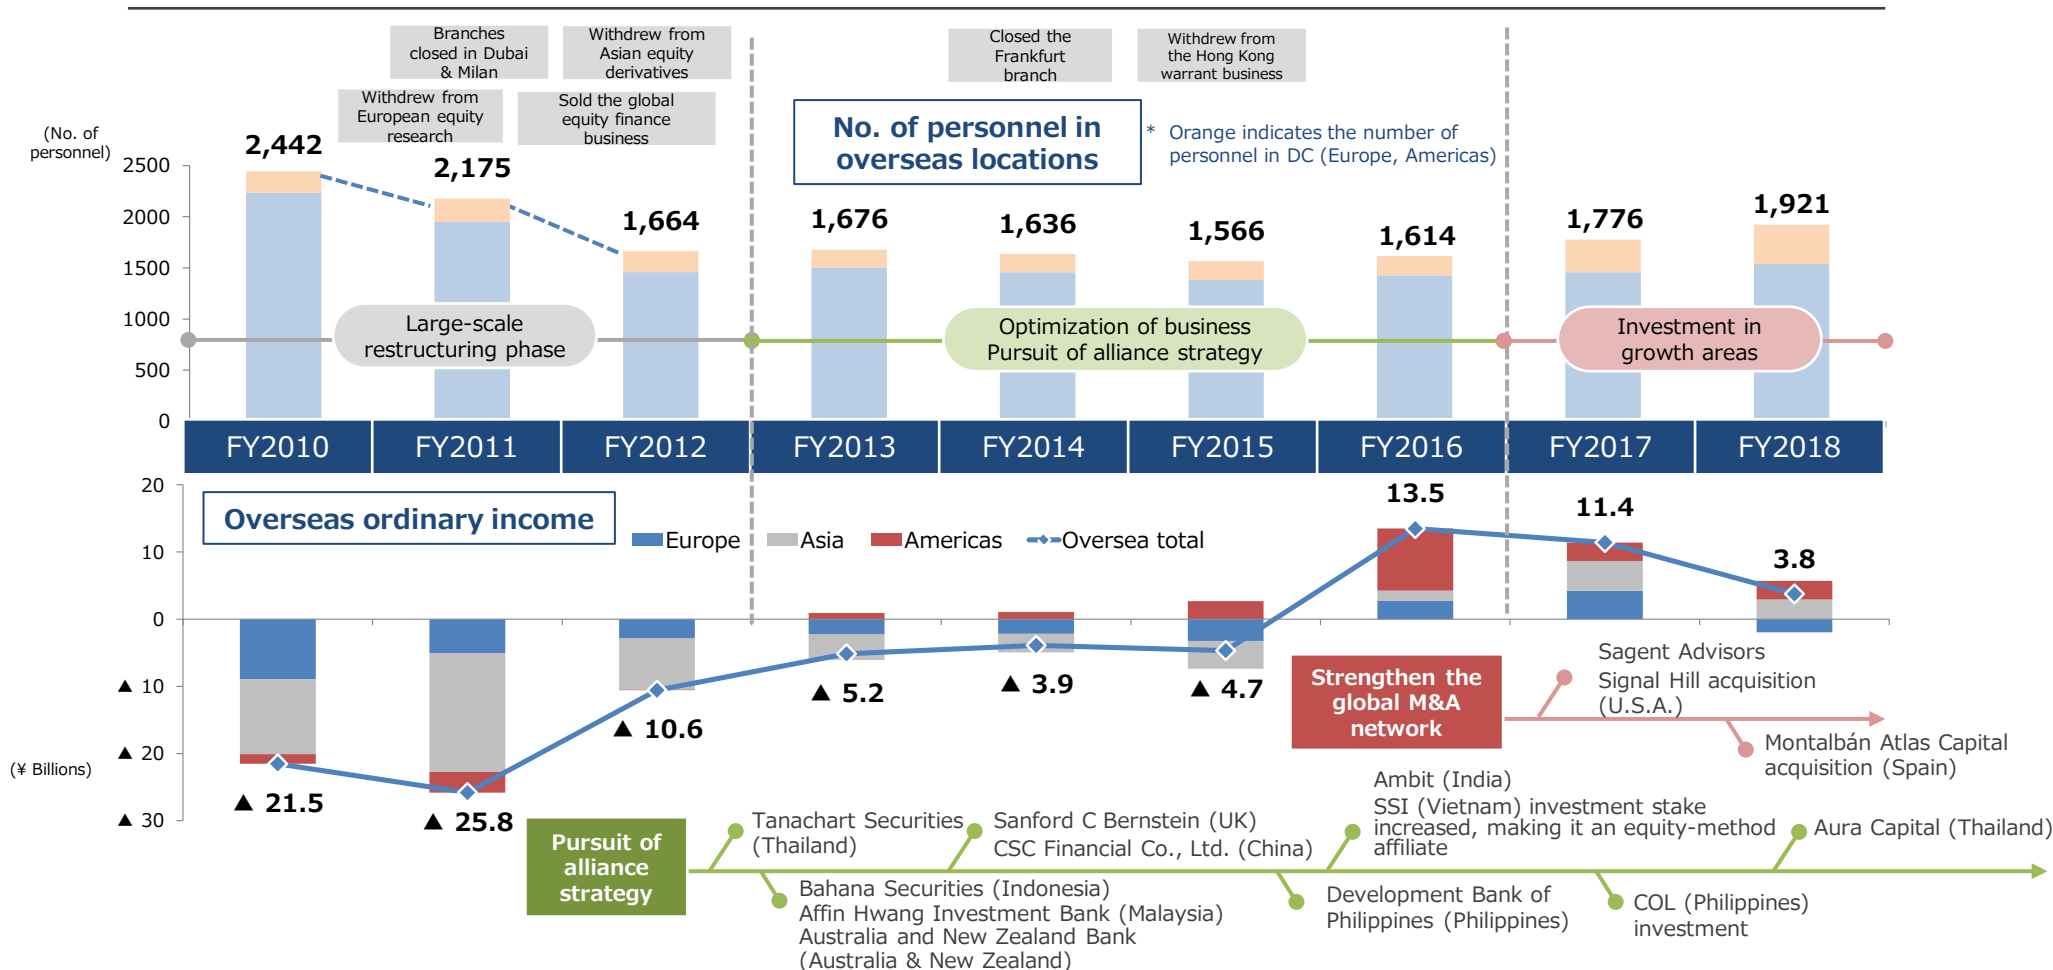 Branches
closed in Dubai
& Milan
Withdrew from
Asian equity
derivatives
Closed the
Frankfurt
branch
Withdrew from
the Hong Kong
warrant business
Withdrew from
European equity
research
Sold the global
equity finance
business
No. of personnel in
overseas locations
* Orange indicates the number of
personnel in DC (Europe, Americas)
(No. of
personnel)
2,442
2,175
1,664
1,676
1,636
1,566
1,614
1,776
1,921
2500
2000
1500
1000
500
0
Large-scale
restructuring phase
Optimization of business
Pursuit of alliance strategy
Investment in
growth areas
FY2010
FY2011
FY2012
FY2013
FY2014
FY2015
FY2016
FY2017
FY2018
Overseas ordinary income
Europe
Asia
Americas
Oversea total
20
10
0
▲ 10
▲ 20
▲ 30
(¥ Billions)
▲ 21.5
▲ 25.8
▲ 10.6
▲ 5.2
▲ 3.9
▲ 4.7
13.5
11.4
3.8
Strengthen the
global M&A
network
Sagent Advisors
Signal Hill acquisition
(U.S.A.)
Montalbán Atlas Capital
acquisition (Spain)
Pursuit of
alliance
strategy
Tanachart Securities
(Thailand)
Sanford C Bernstein (UK)
CSC Financial Co., Ltd. (China)
Ambit (India)
SSI (Vietnam) investment stake
increased, making it an equity-method
affiliate
Aura Capital (Thailand)
Bahana Securities (Indonesia)
Affin Hwang Investment Bank (Malaysia)
Australia and New Zealand Bank
(Australia & New Zealand)
Development Bank of
Philippines (Philippines)
COL (Philippines)
investment